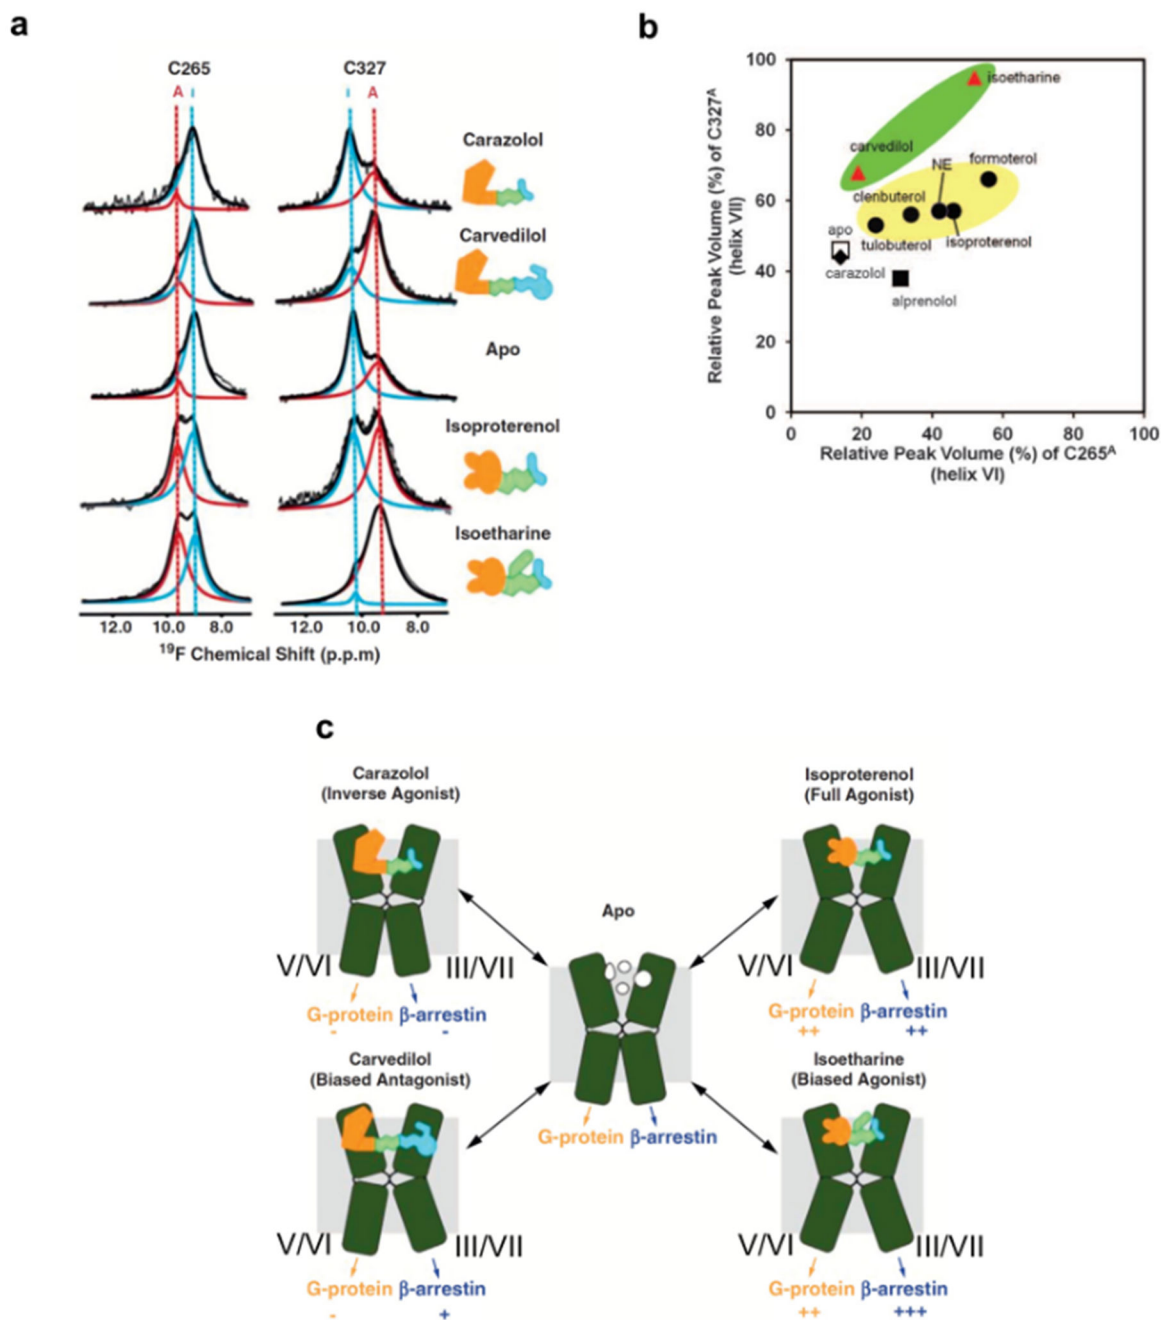 a
C265
C327
A
I
I
A
Carazolol
Carvedilol
Apo
Isoproterenol
Isoetharine
12.0 10.0 8.0
12.0 10.0 8.0
19F Chemical Shift (p.p.m)
b
Relative Peak Volume (%) of C327A
(helix VII)
100
80
60
40
20
0
isoetharine
carvedilol
NE
formoterol
clenbuterol
apo
tulobuterol
isoproterenol
carazolol
alprenolol
0 20 40 60 80 100
Relative Peak Volume (%) of C265A
(helix VI)
c
Carazolol
(Inverse Agonist)
V/VI
III/VII
G-protein β-arrestin
- -
Isoproterenol
(Full Agonist)
V/VI
III/VII
G-protein β-arrestin
++ ++
Apo
G-protein β-arrestin
Carvedilol
(Biased Antagonist)
V/VI
III/VII
G-protein β-arrestin
- +
Isoetharine
(Biased Agonist)
V/VI
III/VII
G-protein β-arrestin
++ +++